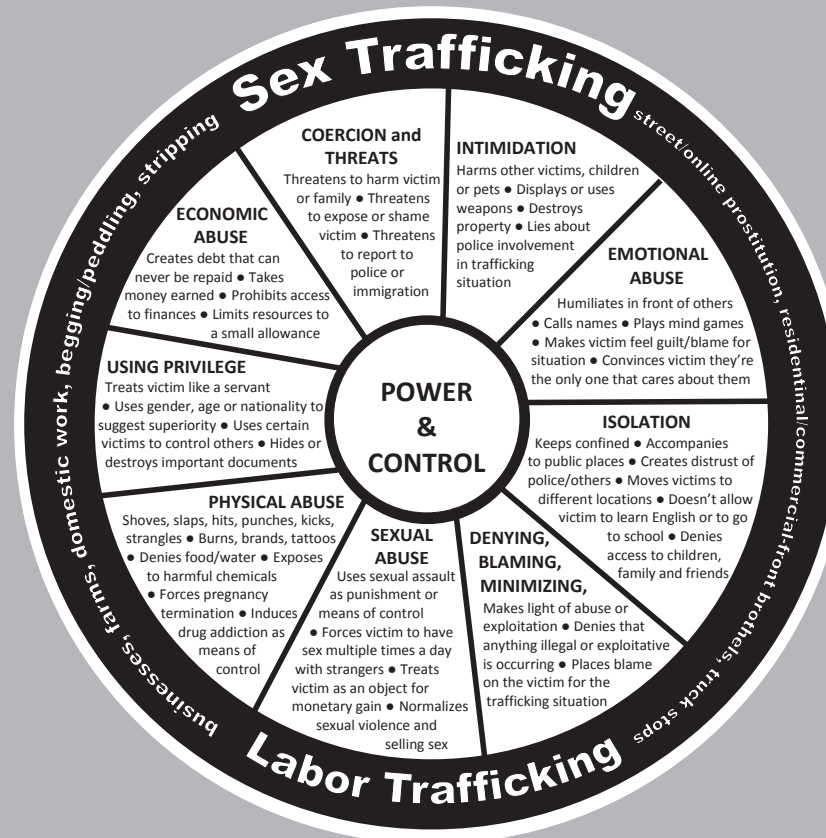 Sex Trafficking
street/online prostitution, residentinal/commercial-front brothels, truck stops
Labor Trafficking
businesses, farms, domestic work, begging/peddling, stripping
POWER
&
CONTROL
COERCION and
THREATS
Threatens to harm victim
or family ● Threatens
to expose or shame
victim ● Threatens
to report to
police or
immigration
INTIMIDATION
Harms other victims, children
or pets ● Displays or uses
weapons ● Destroys
property ● Lies about
police involvement
in trafficking
situation
EMOTIONAL
ABUSE
Humiliates in front of others
● Calls names ● Plays mind games
● Makes victim feel guilt/blame for
situation ● Convinces victim they’re
the only one that cares about them
ISOLATION
Keeps confined ● Accompanies
to public places ● Creates distrust of
police/others ● Moves victims to
different locations ● Doesn’t allow
victim to learn English or to go
to school ● Denies
access to children,
family and friends
DENYING,
BLAMING,
MINIMIZING,
Makes light of abuse or
exploitation ● Denies that
anything illegal or exploitative
is occurring ● Places blame
on the victim for the
trafficking situation
SEXUAL
ABUSE
Uses sexual assault
as punishment or
means of control
● Forces victim to have
sex multiple times a day
with strangers ● Treats
victim as an object for
monetary gain ● Normalizes
sexual violence and
selling sex
PHYSICAL ABUSE
Shoves, slaps, hits, punches, kicks,
strangles ● Burns, brands, tattoos
● Denies food/water ● Exposes
to harmful chemicals
● Forces pregnancy
termination ● Induces
drug addiction as
means of
control
USING PRIVILEGE
Treats victim like a servant
● Uses gender, age or nationality to
suggest superiority ● Uses certain
victims to control others ● Hides or
destroys important documents
ECONOMIC
ABUSE
Creates debt that can
never be repaid ● Takes
money earned ● Prohibits access
to finances ● Limits resources to
a small allowance